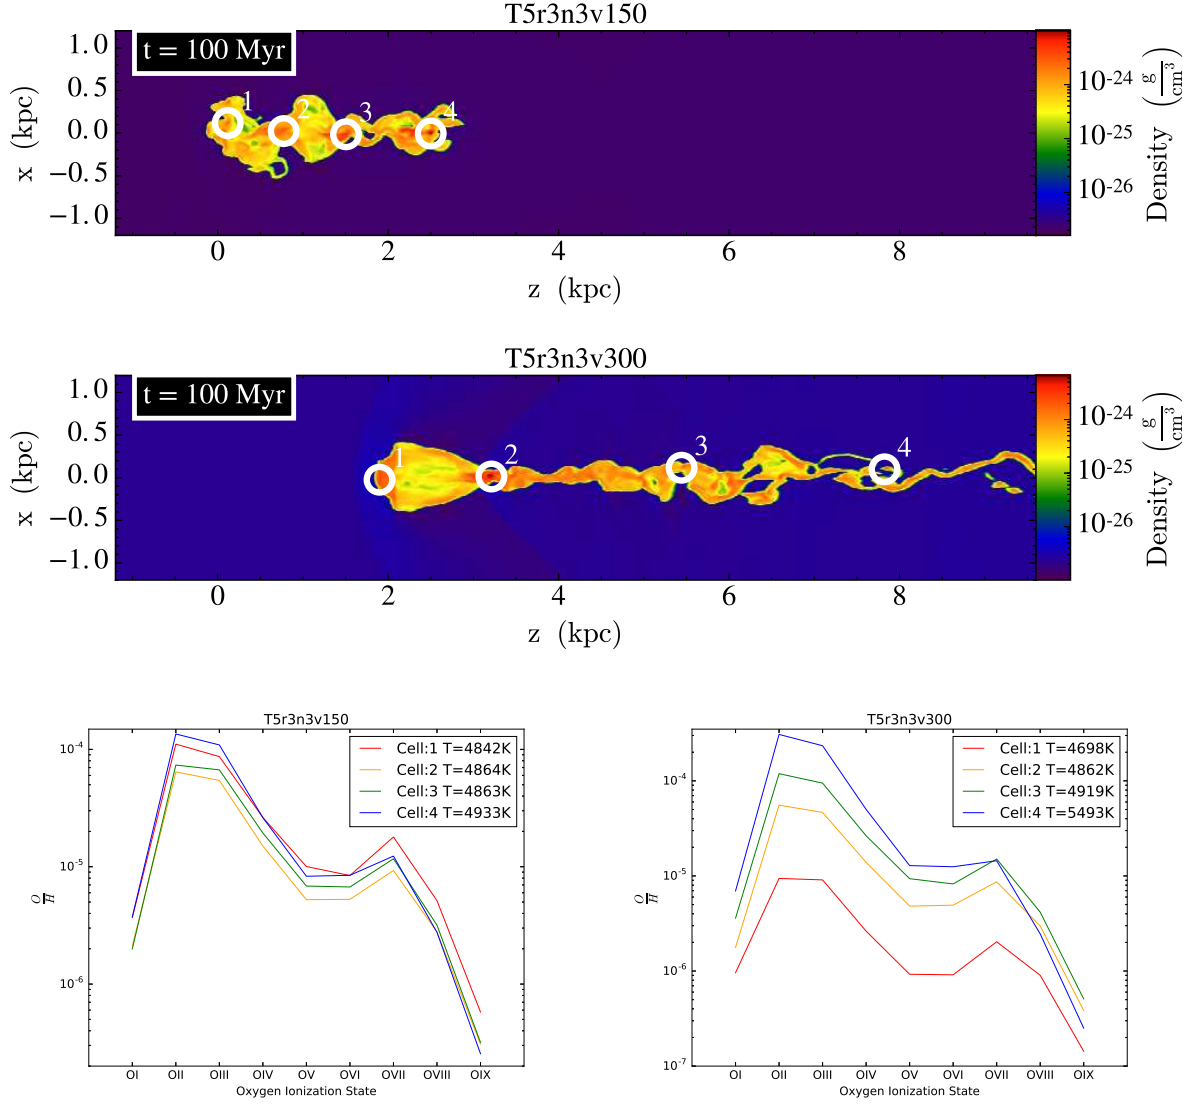 T5r3n3v150
t = 100 Myr
1 2 3 4
1.0
0.5
0.0
−0.5
−1.0
x (kpc)
0 2 4 6 8
z (kpc)
10-24
10-25
10-26
Density (g/cm3)
T5r3n3v300
t = 100 Myr
1 2 3 4
1.0
0.5
0.0
−0.5
−1.0
x (kpc)
0 2 4 6 8
z (kpc)
10-24
10-25
10-26
Density (g/cm3)
T5r3n3v150
Cell:1 T=4842K
Cell:2 T=4864K
Cell:3 T=4863K
Cell:4 T=4933K
10-4
10-5
10-6
O/H
OI OII OIII OIV OV OVI OVII OVIII OIX
Oxygen Ionization State
T5r3n3v300
Cell:1 T=4698K
Cell:2 T=4862K
Cell:3 T=4919K
Cell:4 T=5493K
10-4
10-5
10-6
10-7
O/H
OI OII OIII OIV OV OVI OVII OVIII OIX
Oxygen Ionization State